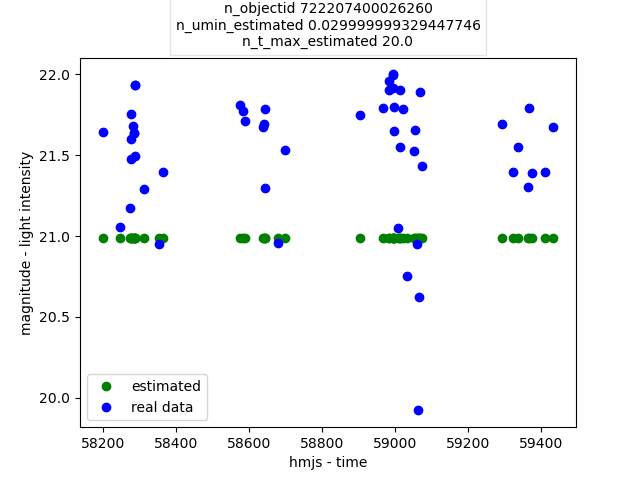 n_objectid 722207400026260
n_umin_estimated 0.029999999329447746
n_t_max_estimated 20.0
22.0
21.5
21.0
20.5
20.0
magnitude - light intensity
estimated
real data
58200 58400 58600 58800 59000 59200 59400
hmjs - time